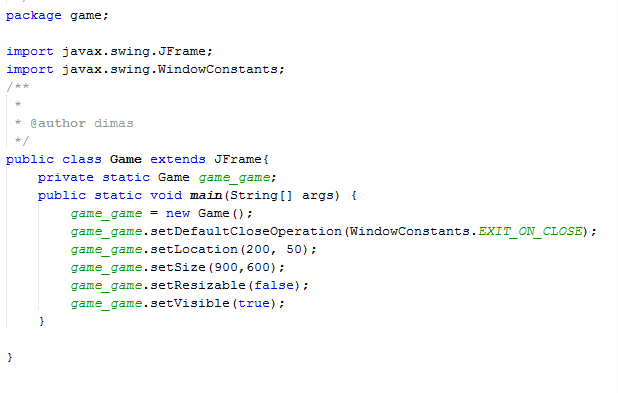 package game;
import javax.swing.JFrame;
import javax.swing.WindowConstants;
/**
 *
 * @author dimas
 */
public class Game extends JFrame{
    private static Game game_game;
    public static void main(String[] args) {
        game_game = new Game();
        game_game.setDefaultCloseOperation(WindowConstants.EXIT_ON_CLOSE);
        game_game.setLocation(200, 50);
        game_game.setSize(900,600);
        game_game.setResizable(false);
        game_game.setVisible(true);
    }
}